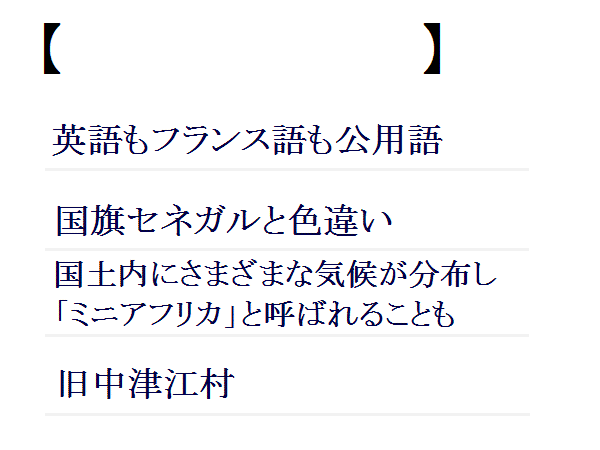 【 】
英語もフランス語も公用語
国旗セネガルと色違い
国土内にさまざまな気候が分布し
「ミニアフリカ」と呼ばれることも
旧中津江村